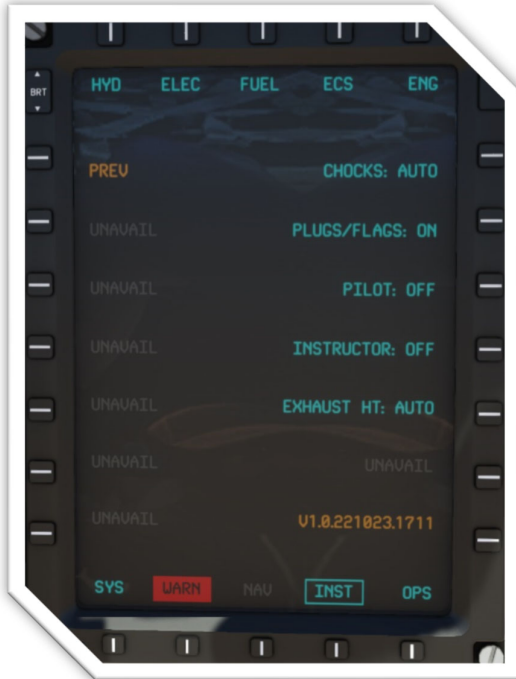 BRT
HYD ELEC FUEL ECS ENG
PREV CHOCKS: AUTO
UNAVAIL PLUGS/FLAGS: ON
UNAVAIL PILOT: OFF
UNAVAIL INSTRUCTOR: OFF
UNAVAIL EXHAUST HT: AUTO
UNAVAIL UNAVAIL
UNAVAIL V1.0.221023.1711
SYS WARN NAV INST OPS